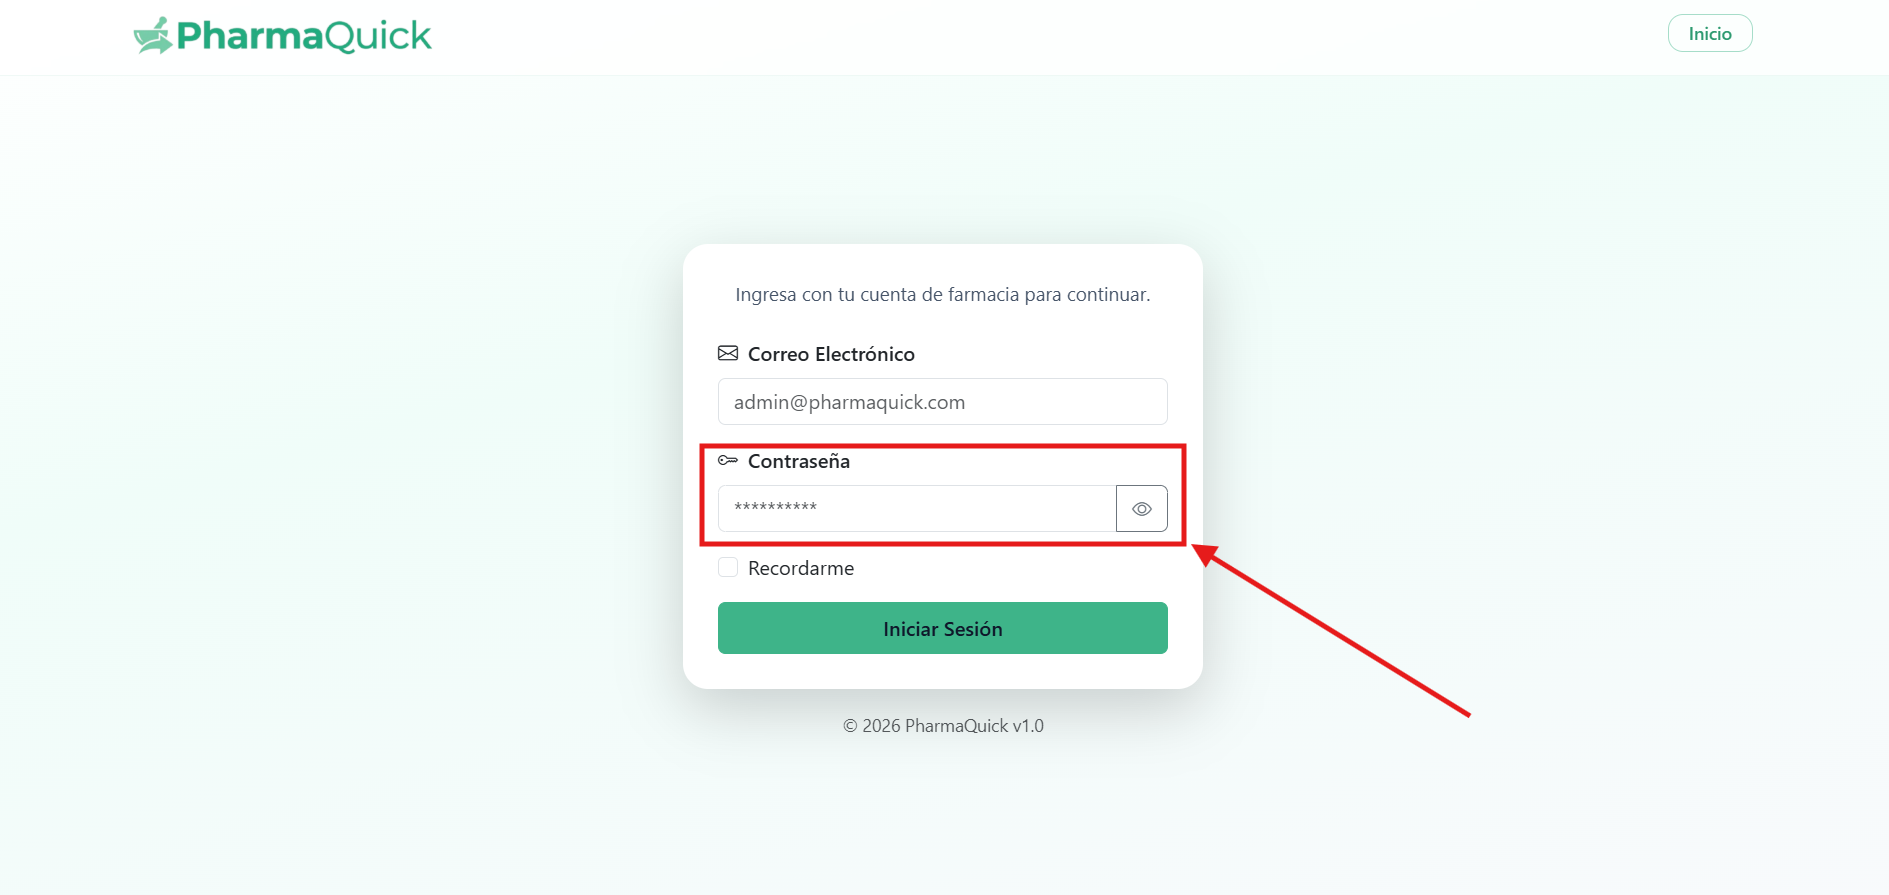 PharmaQuick
Inicio
Ingresa con tu cuenta de farmacia para continuar.
Correo Electrónico
admin@pharmaquick.com
Contraseña
**********
Recordarme
Iniciar Sesión
© 2026 PharmaQuick v1.0